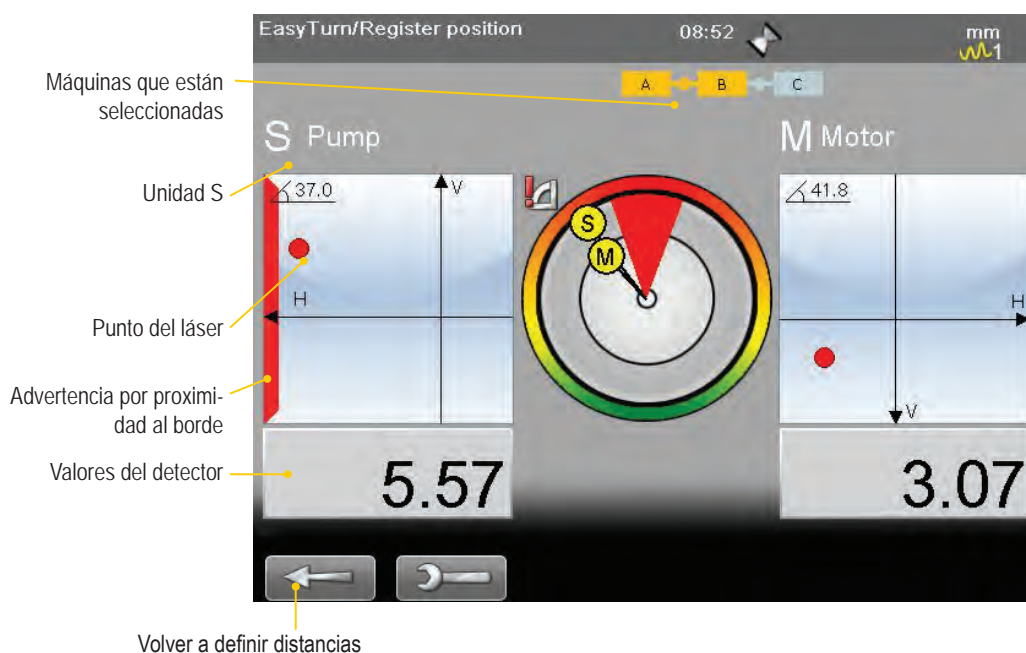 EasyTurn/Register position
08:52
mm
1
Máquinas que están
seleccionadas
A
B
C
S Pump
M Motor
Unidad S
37.0
V
41.8
S
M
H
H
Punto del láser
Advertencia por proximi-
dad al borde
V
Valores del detector
5.57
3.07
Volver a definir distancias